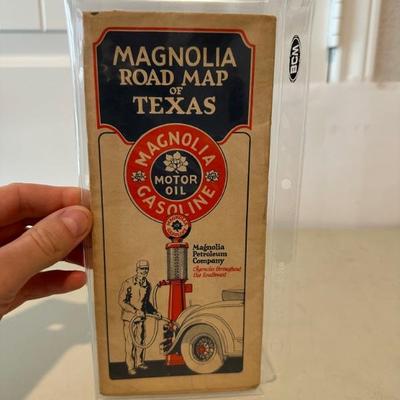 MAGNOLIA
ROAD MAP
OF
TEXAS
MAGNOLIA
MOTOR
OIL
GASOLINE
Magnolia
Petroleum
Company
Agencies throughout
the Southwest
BCW